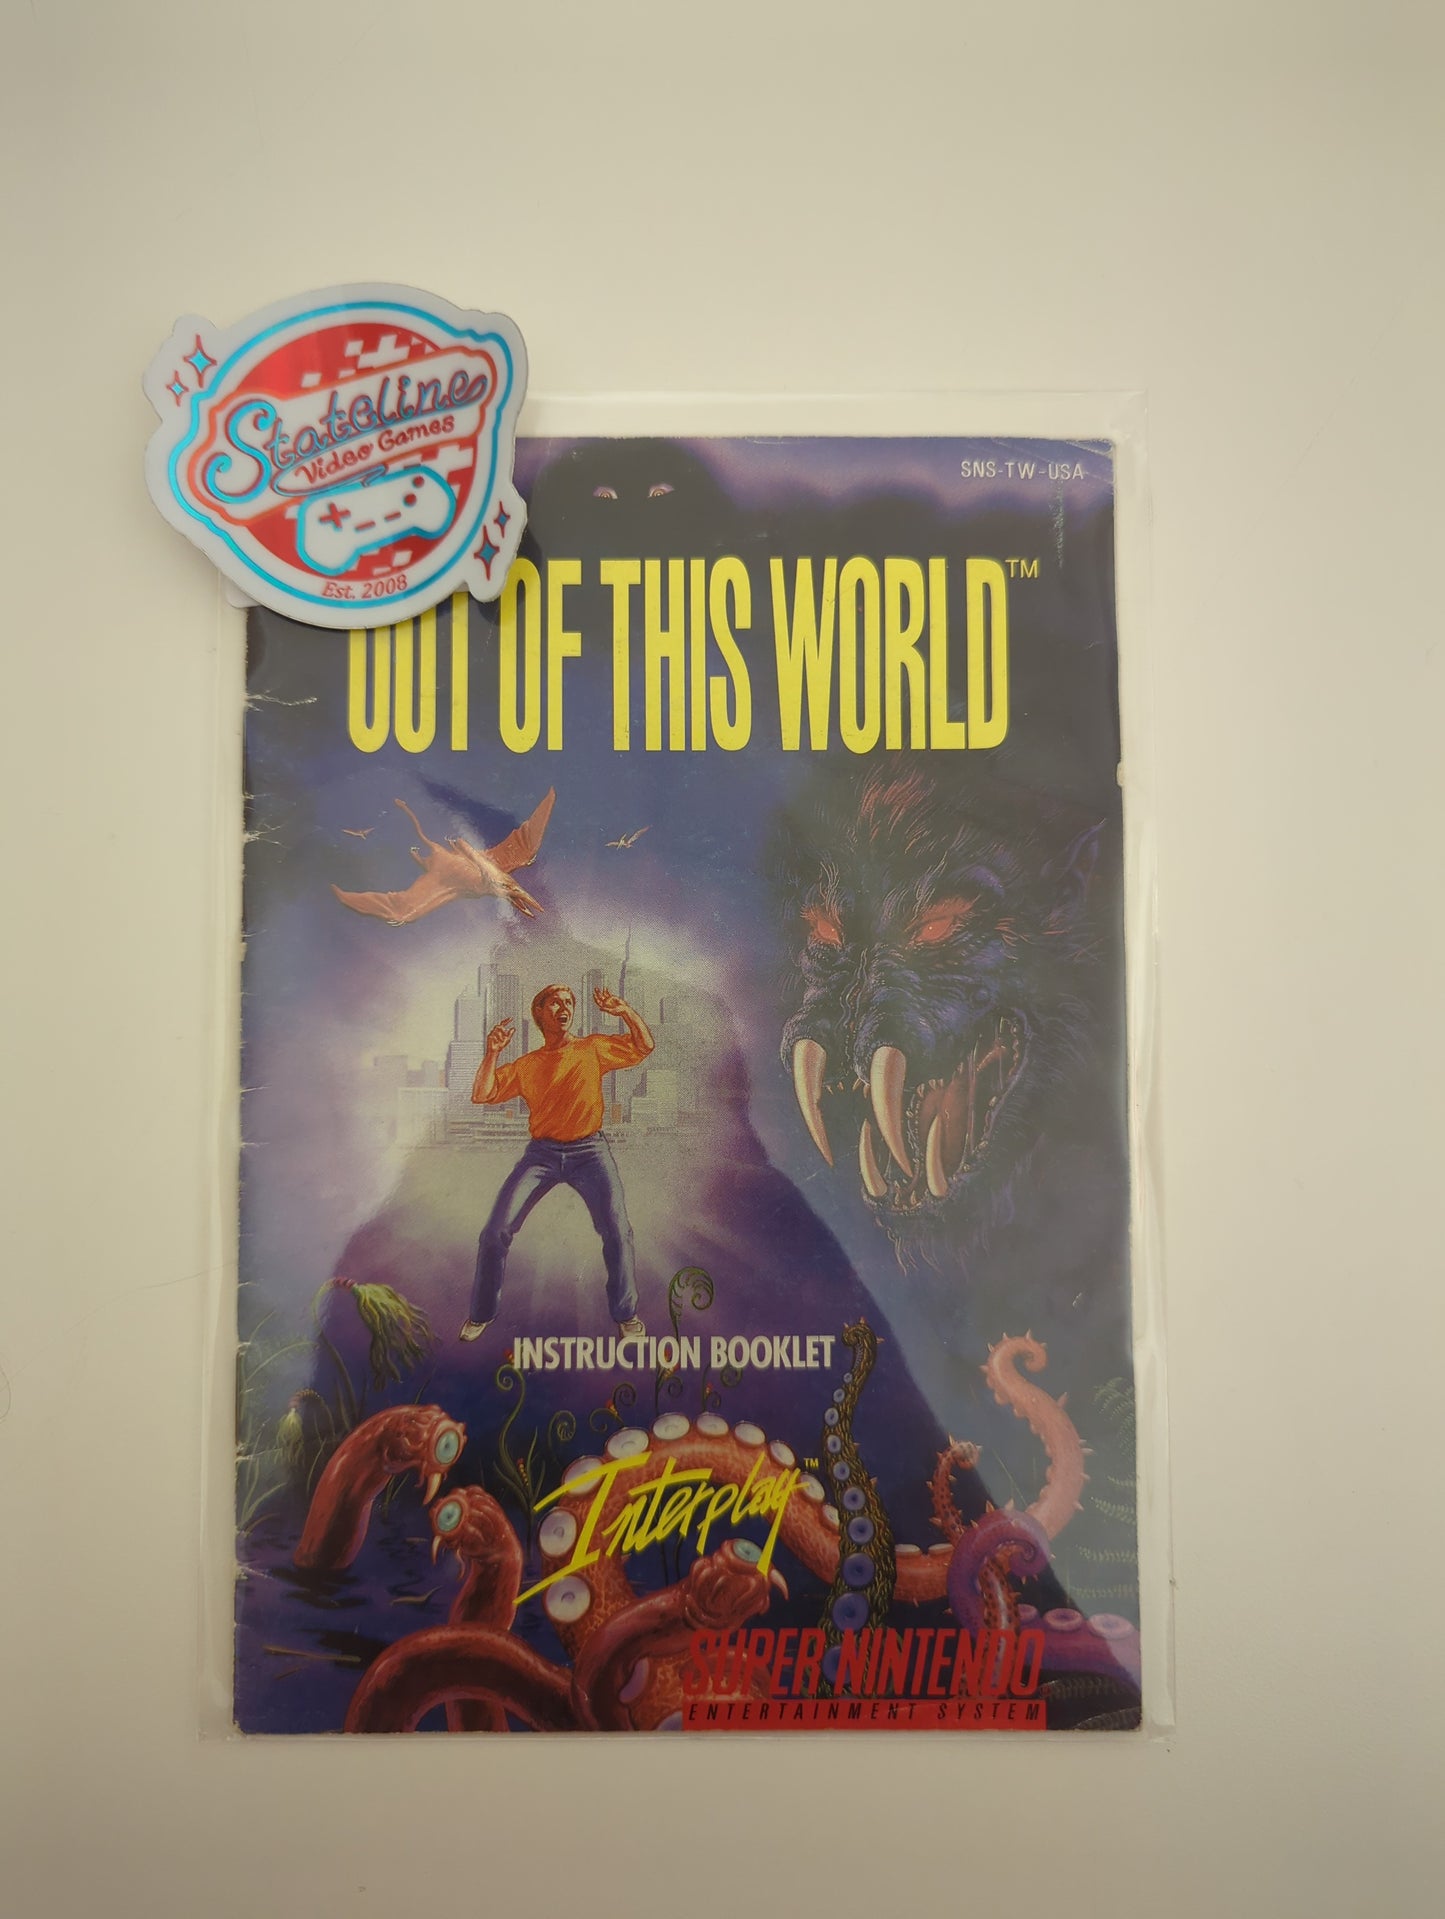 Stateline
Video Games
Est. 2008
SNS-TW-USA
OUT OF THIS WORLD™
INSTRUCTION BOOKLET
Interplay™
SUPER NINTENDO
ENTERTAINMENT SYSTEM